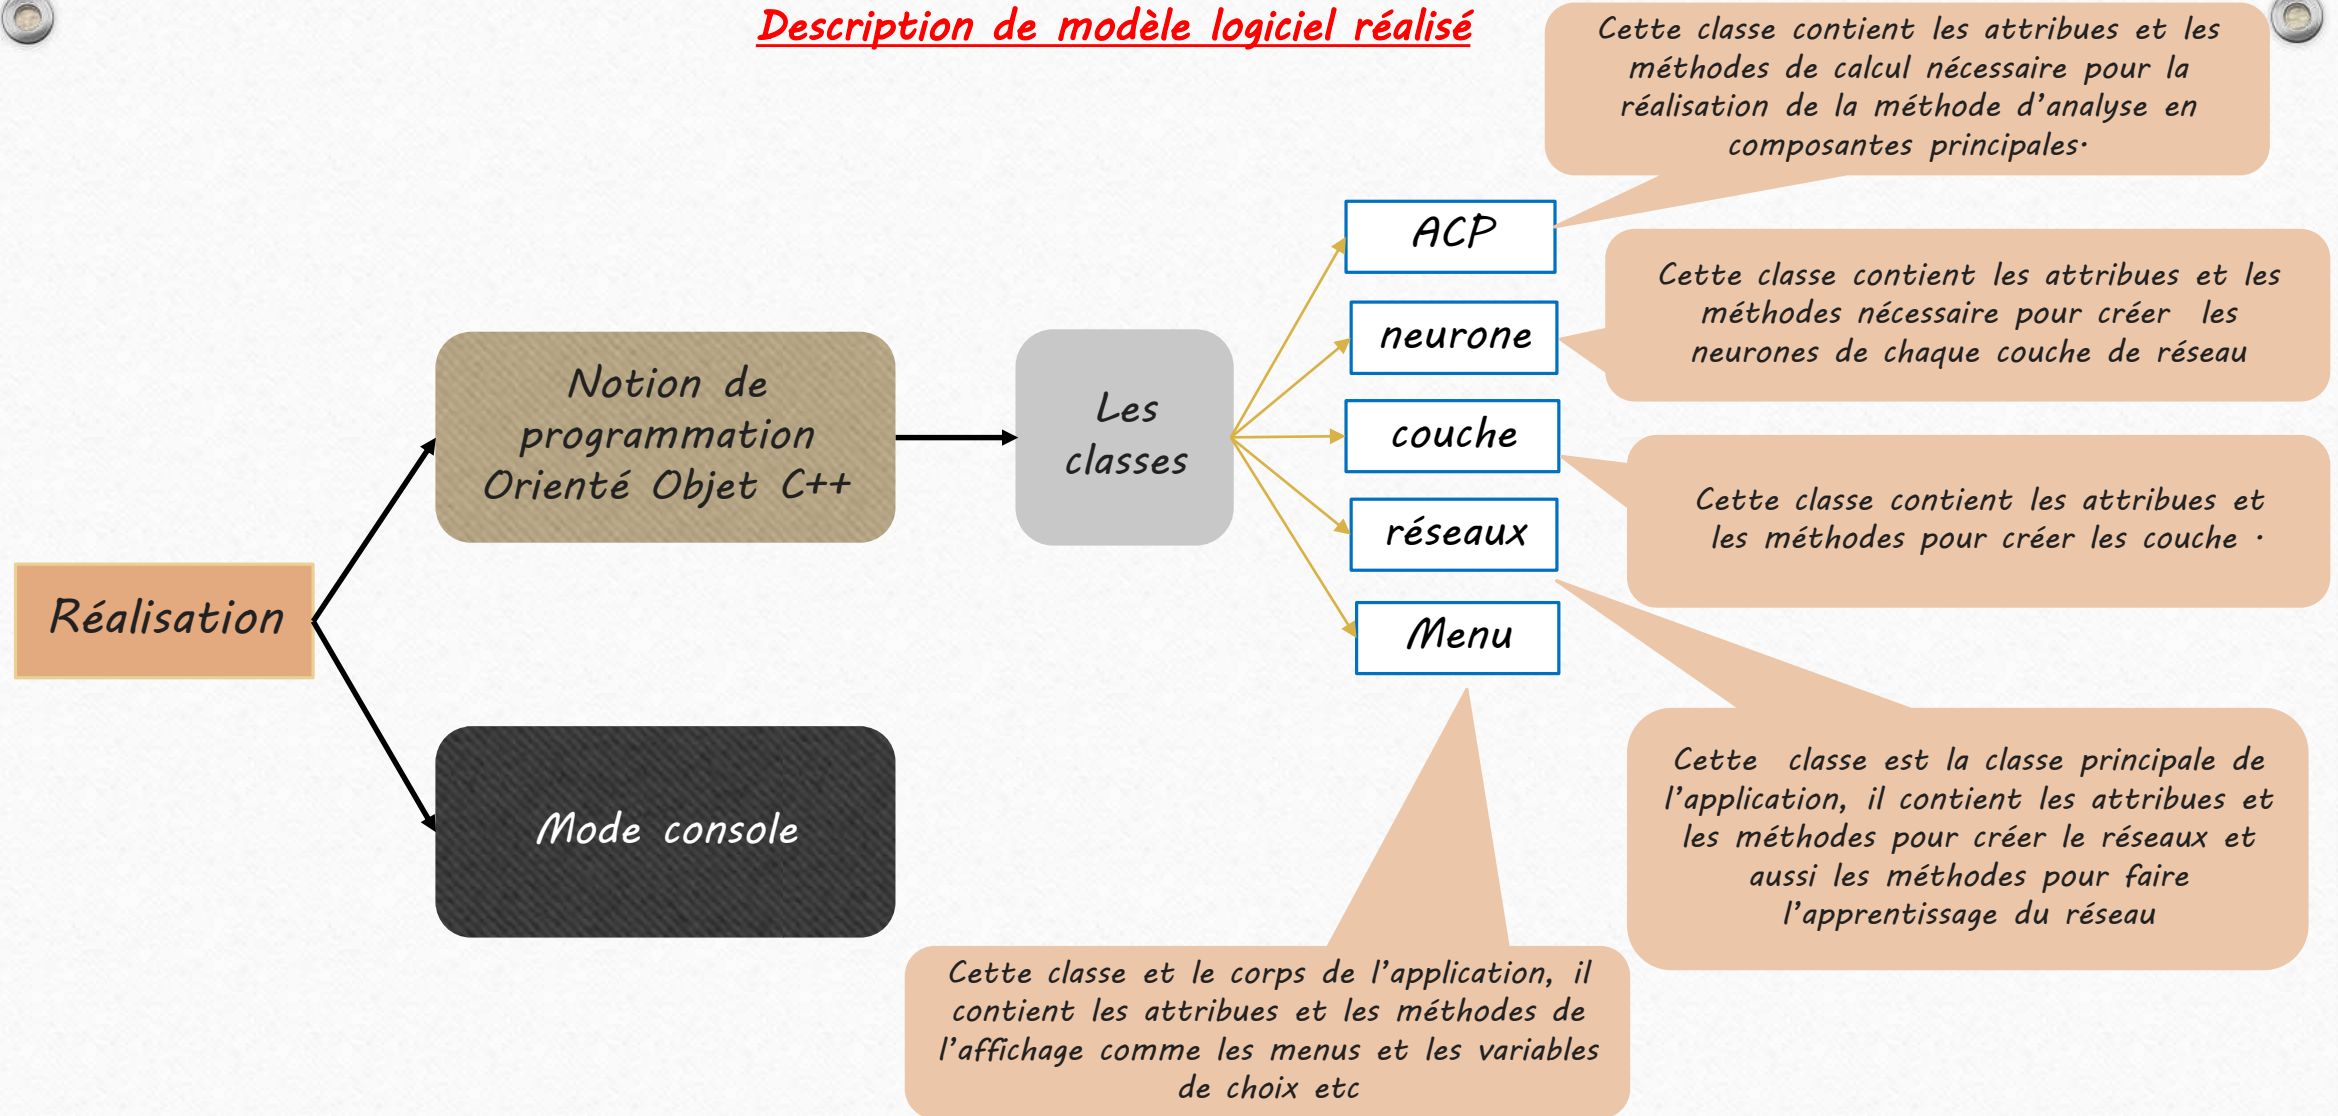 Description de modèle logiciel réalisé
Cette classe contient les attribues et les
méthodes de calcul nécessaire pour la
réalisation de la méthode d'analyse en
composantes principales.
ACP
Cette classe contient les attribues et les
méthodes nécessaire pour créer les
neurones de chaque couche de réseau
neurone
Notion de
programmation
Orienté Objet C++
Les
classes
couche
Cette classe contient les attribues et
les méthodes pour créer les couche .
réseaux
Réalisation
Menu
Cette classe est la classe principale de
l'application, il contient les attribues et
les méthodes pour créer le réseaux et
aussi les méthodes pour faire
l'apprentissage du réseau
Mode console
Cette classe et le corps de l'application, il
contient les attribues et les méthodes de
l'affichage comme les menus et les variables
de choix etc